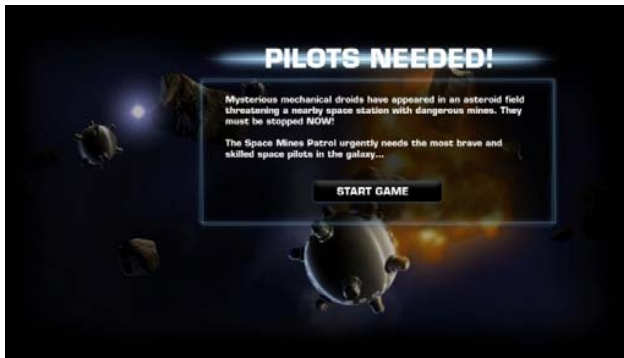 PILOTS NEEDED!
Mysterious mechanical droids have appeared in an asteroid field
threatening a nearby space station with dangerous mines. They
must be stopped NOW!
The Space Mines Patrol urgently needs the most brave and
skilled space pilots in the galaxy...
START GAME